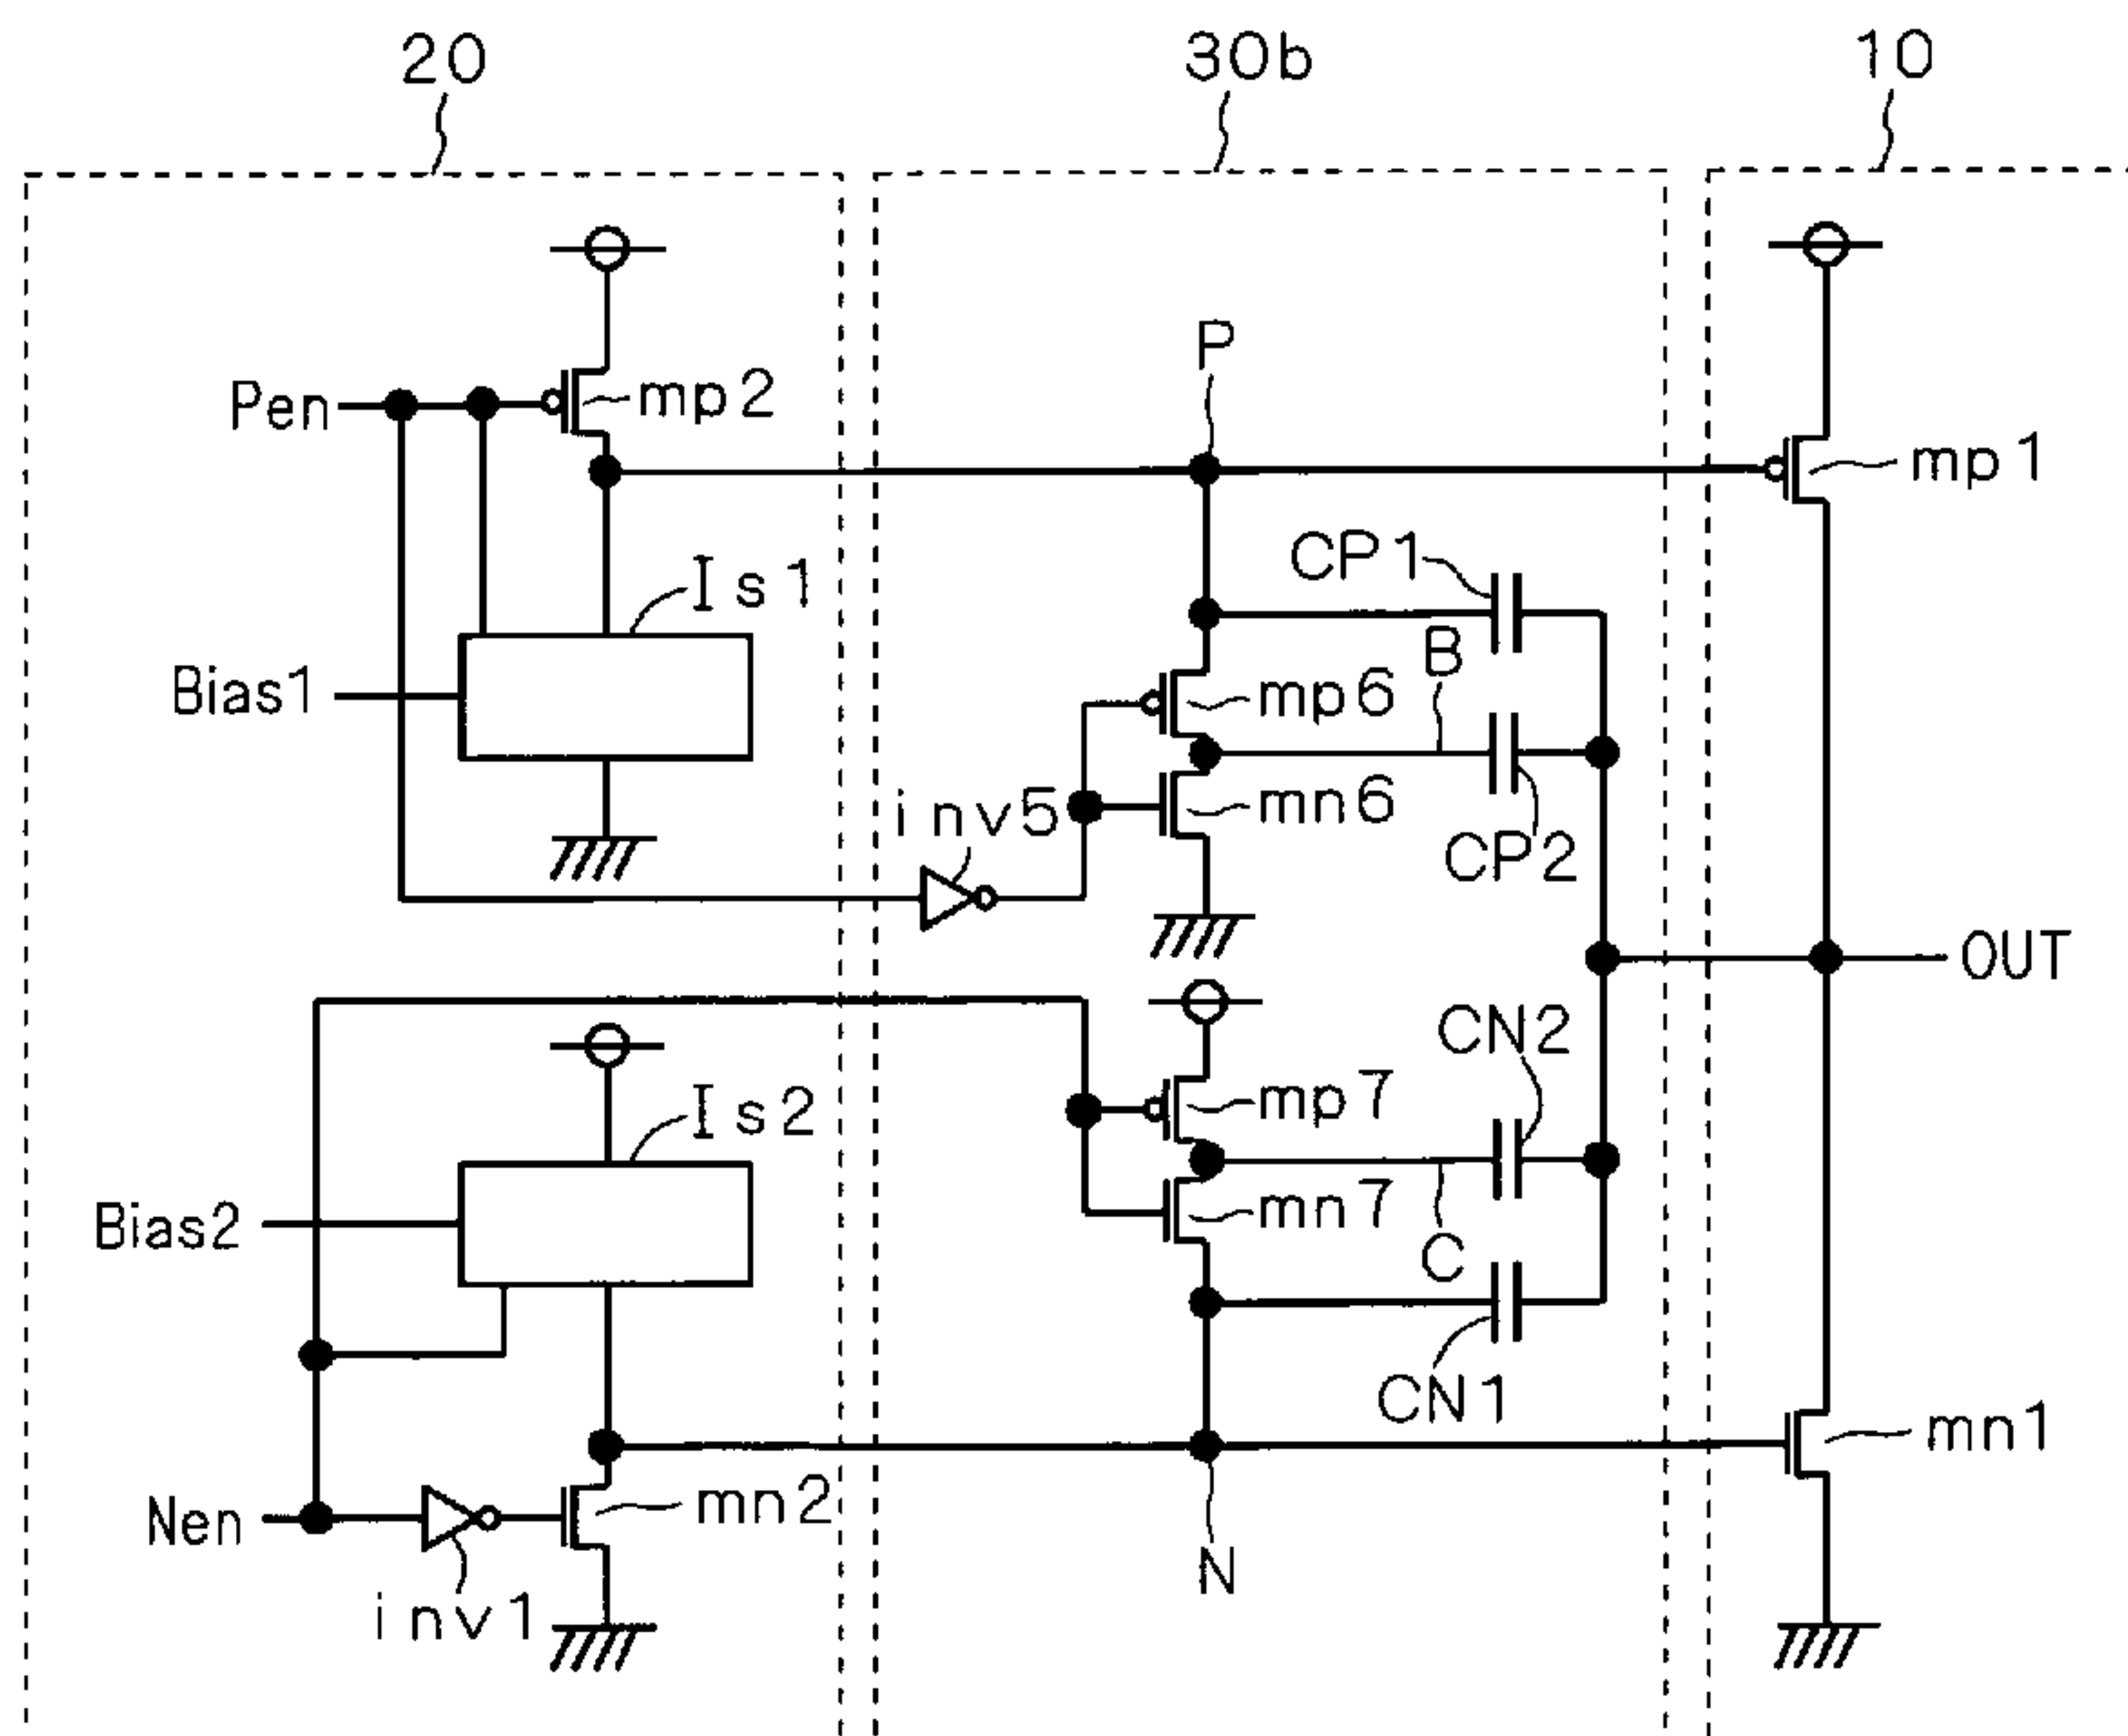 20
30b
10
P
Pen
mp2
mp1
CP1
Is1
B
Bias1
mp6
inv5
mn6
CP2
OUT
CN2
mp7
Is2
mn7
Bias2
C
CN1
mn1
mn2
Nen
N
inv1